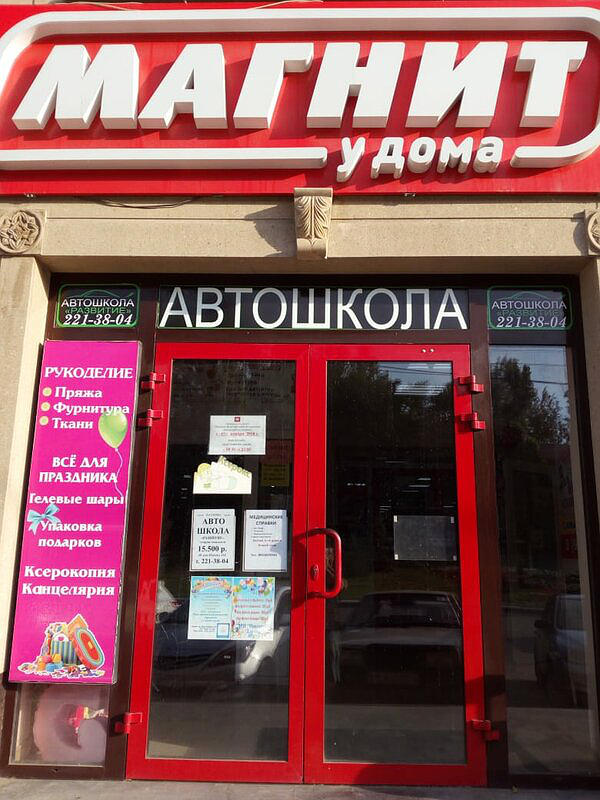 МАГНИТ
у дома
АВТОШКОЛА
«РАЗВИТИЕ»
221-38-04
АВТОШКОЛА
АВТОШКОЛА
«РАЗВИТИЕ»
221-38-04
РУКОДЕЛИЕ
Пряжа
Фурнитура
Ткани
ВСЁ ДЛЯ
ПРАЗДНИКА
Гелевые шары
Упаковка
подарков
Ксерокопия
Канцелярия
АВТО
ШКОЛА
«РАЗВИТИЕ»
15.500 р.
т. 221-38-04
МЕДИЦИНСКИЕ
СПРАВКИ